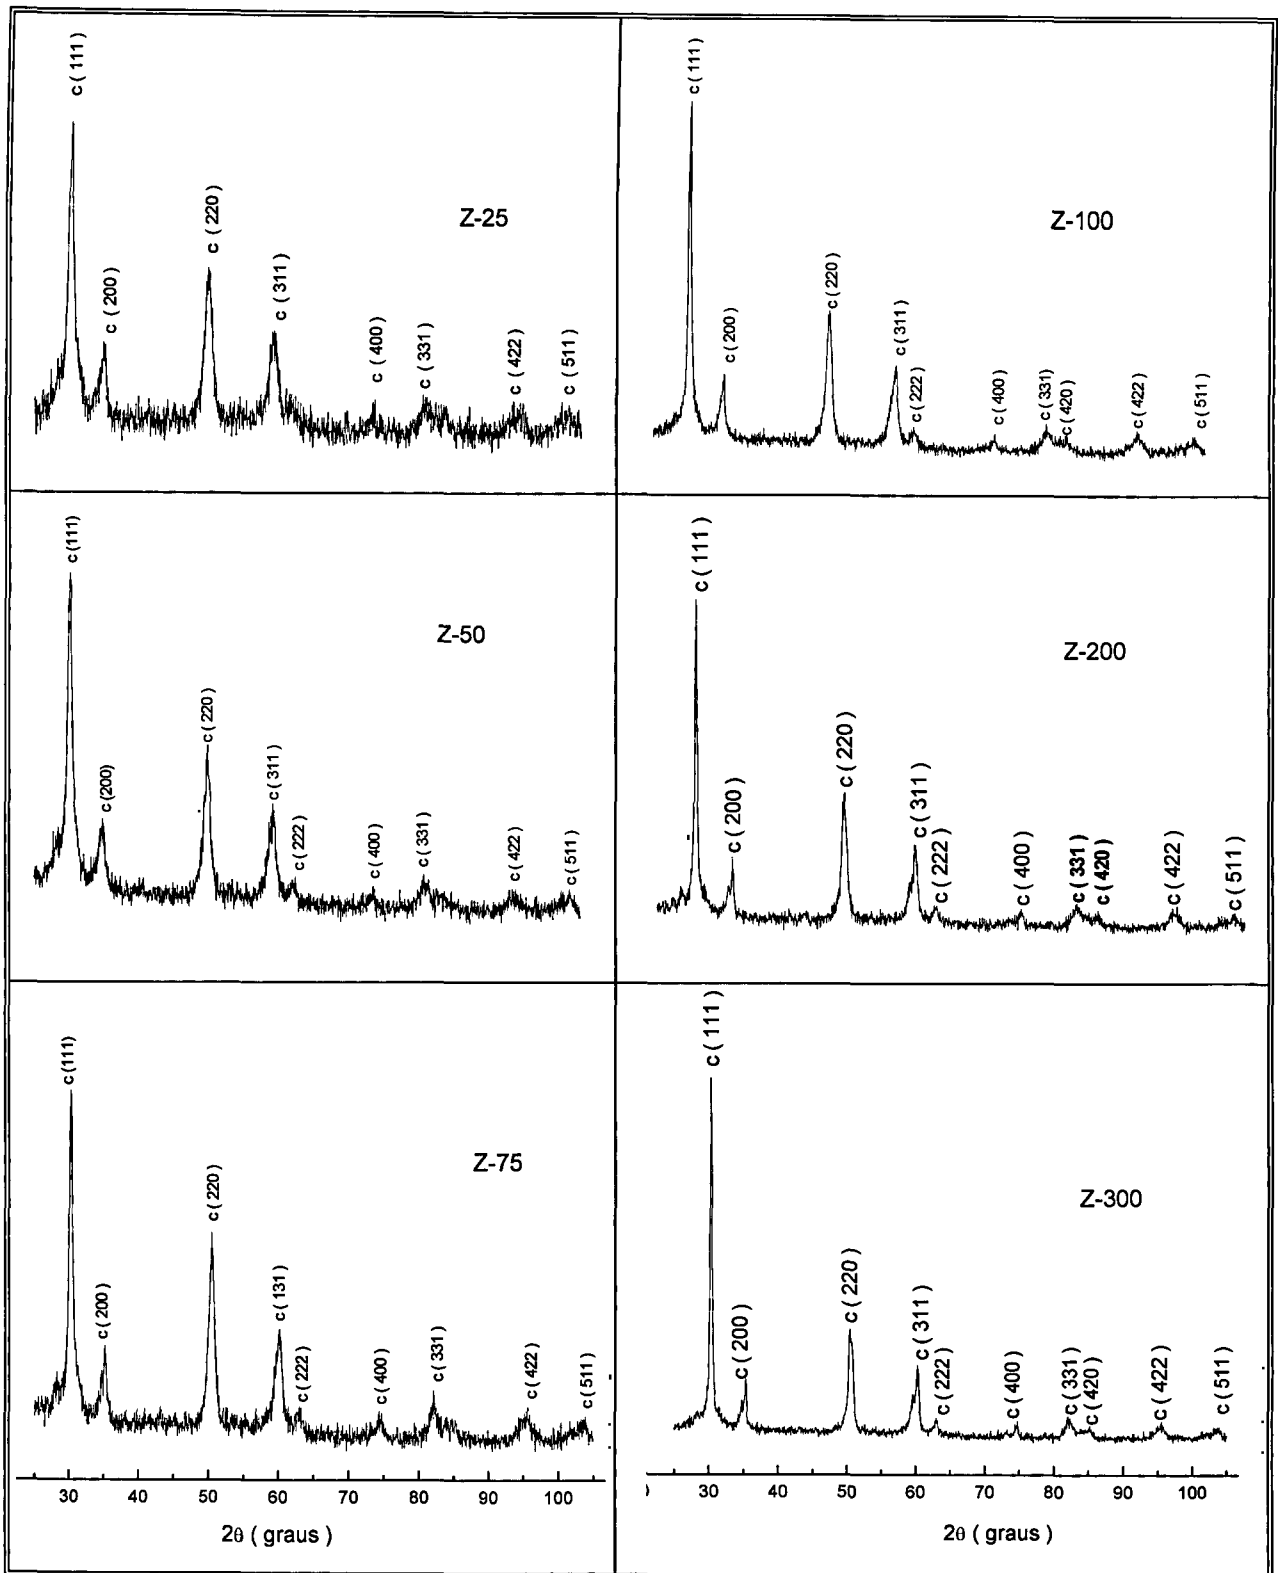 c ( 111 )
c ( 200 )
c ( 220 )
c ( 311 )
c ( 400 )
c ( 331 )
c ( 422 )
c ( 511 )
Z-25
c ( 111 )
c ( 200 )
c ( 220 )
c ( 311 )
c ( 222 )
c ( 400 )
c ( 331 )
c ( 420 )
c ( 422 )
c ( 511 )
Z-100
c (111)
c (200)
c ( 220 )
c ( 311 )
c ( 222 )
c ( 400 )
c ( 331 )
c ( 422 )
c ( 511 )
Z-50
c ( 111 )
c ( 200 )
c ( 220 )
c ( 311 )
c ( 222 )
c ( 400 )
c ( 331 )
c ( 420 )
c ( 422 )
c ( 511 )
Z-200
c (111)
c ( 200 )
c ( 220 )
c ( 131 )
c ( 222 )
c ( 400 )
c ( 331 )
c ( 422 )
c ( 511 )
Z-75
30 40 50 60 70 80 90 100
2θ ( graus )
c ( 111 )
c ( 200 )
c ( 220 )
c ( 311 )
c ( 222 )
c ( 400 )
c ( 331 )
c ( 420 )
c ( 422 )
c ( 511 )
Z-300
30 40 50 60 70 80 90 100
2θ ( graus )